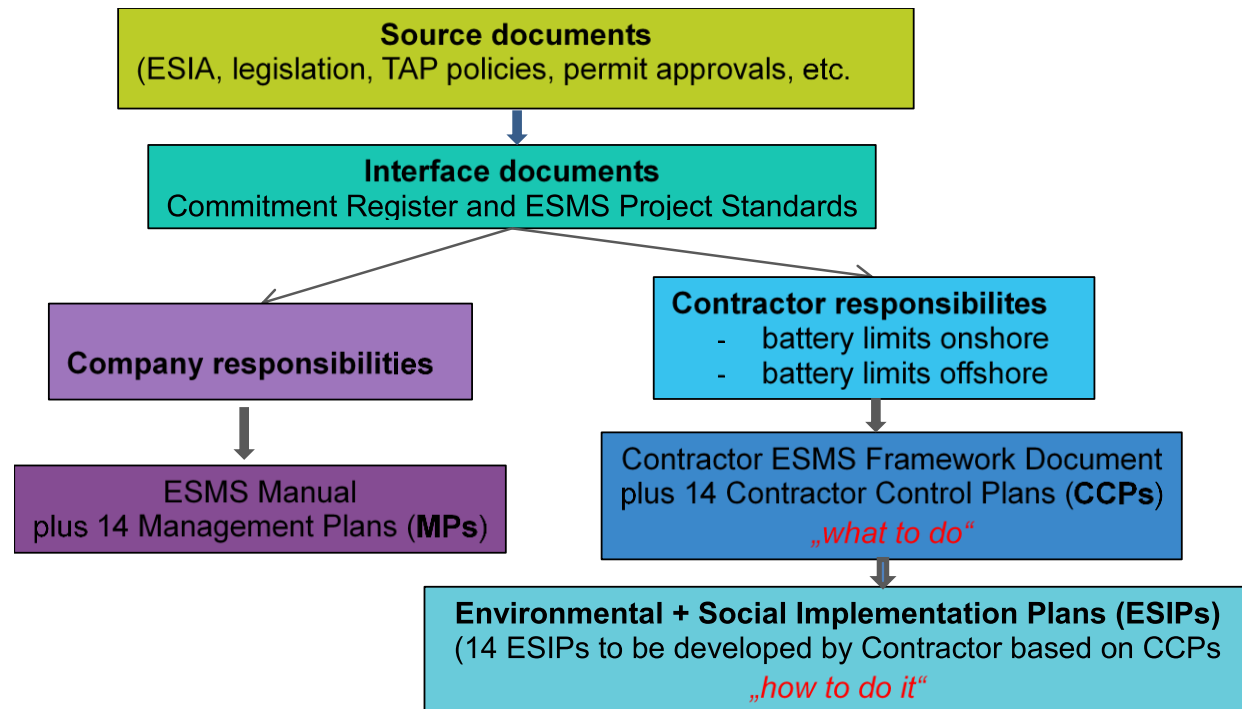 Source documents
(ESIA, legislation, TAP policies, permit approvals, etc.
Interface documents
Commitment Register and ESMS Project Standards
Company responsibilities
Contractor responsibilites
- battery limits onshore
- battery limits offshore
ESMS Manual
plus 14 Management Plans (MPs)
Contractor ESMS Framework Document
plus 14 Contractor Control Plans (CCPs)
„what to do“
Environmental + Social Implementation Plans (ESIPs)
(14 ESIPs to be developed by Contractor based on CCPs
„how to do it“